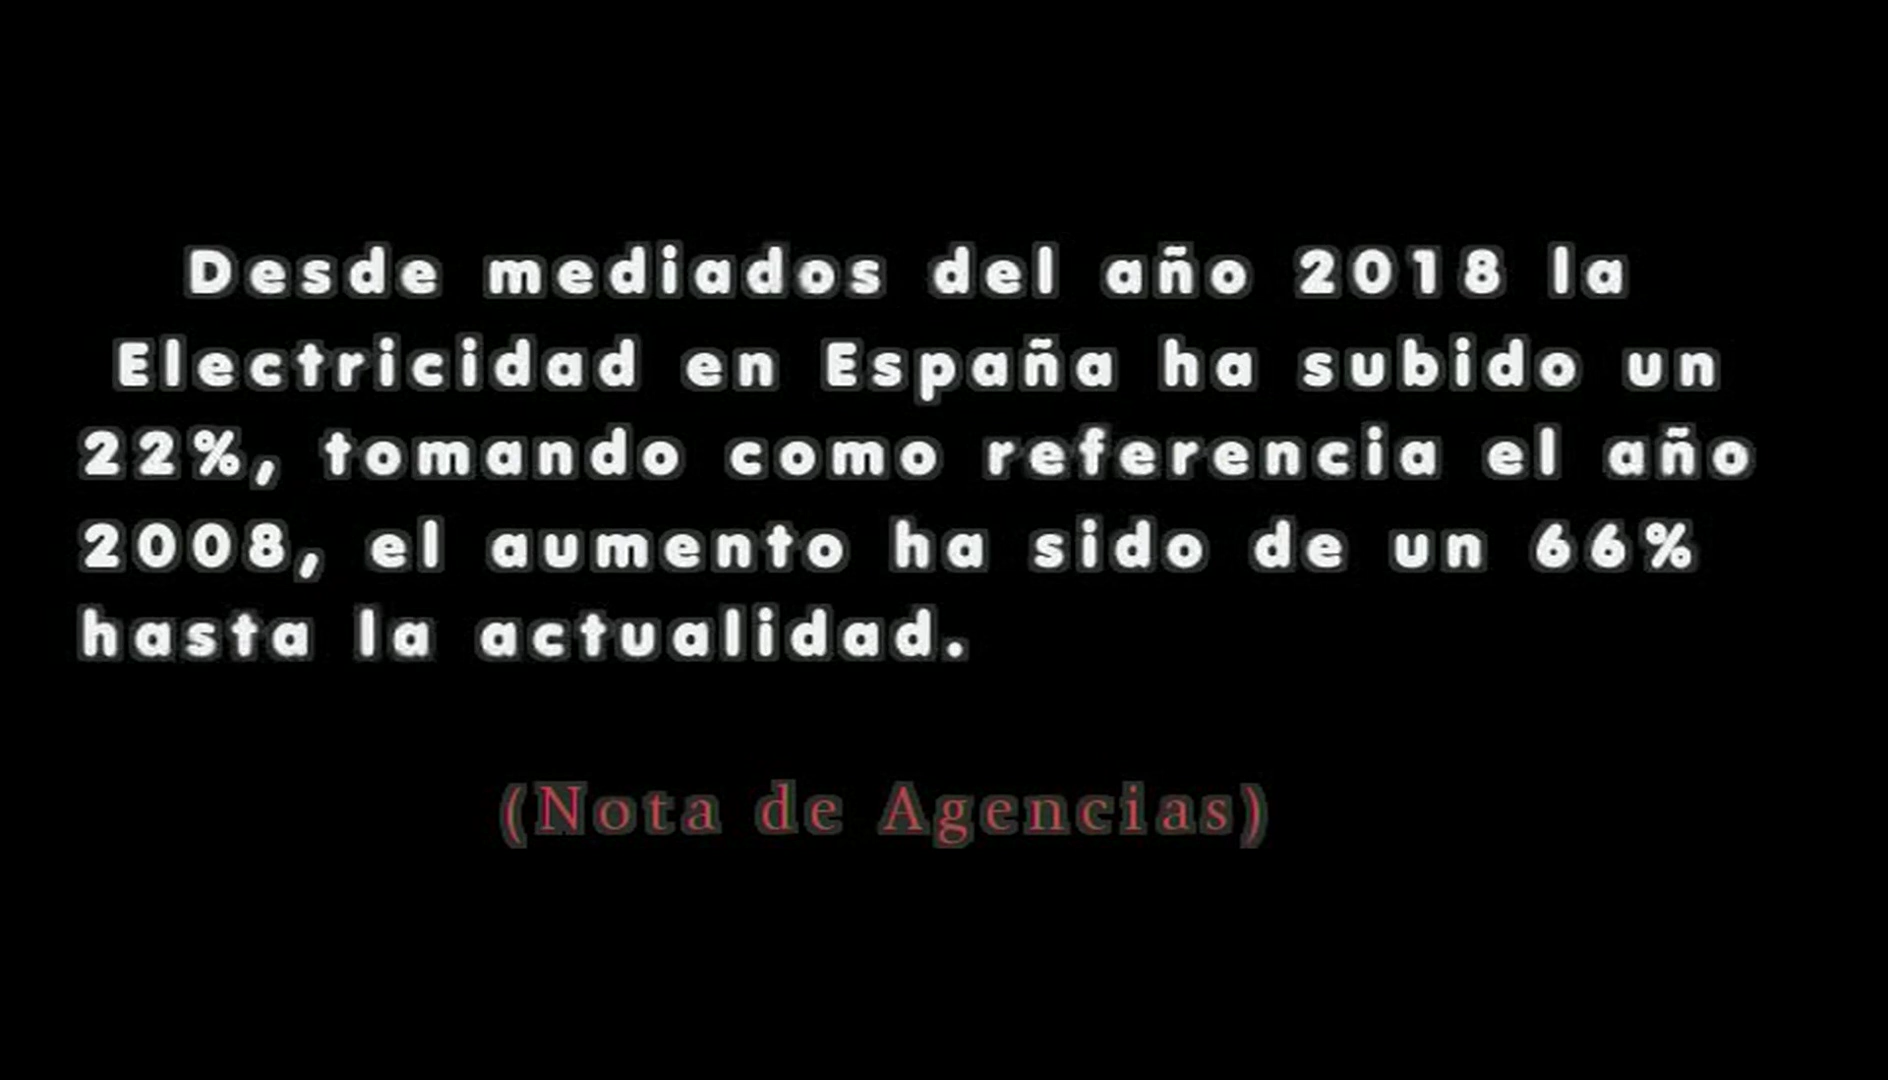 Desde mediados del año 2018 la
Electricidad en España ha subido un
22%, tomando como referencia el año
2008, el aumento ha sido de un 66%
hasta la actualidad.
(Nota de Agencias)